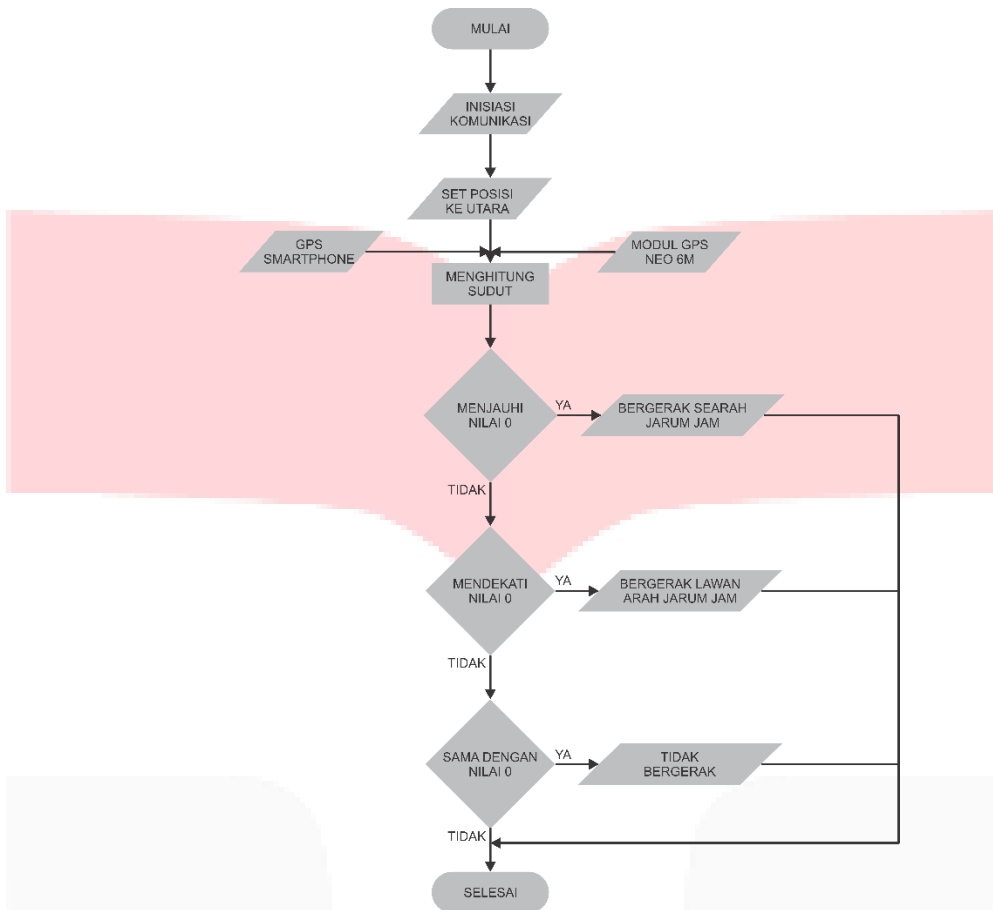 MULAI
INISIASI
KOMUNIKASI
SET POSISI
KE UTARA
GPS
SMARTPHONE
MODUL GPS
NEO 6M
MENGHITUNG
SUDUT
MENJAUHI
NILAI 0
YA
BERGERAK SEARAH
JARUM JAM
TIDAK
MENDEKATI
NILAI 0
YA
BERGERAK LAWAN
ARAH JARUM JAM
TIDAK
SAMA DENGAN
NILAI 0
YA
TIDAK
BERGERAK
TIDAK
SELESAI